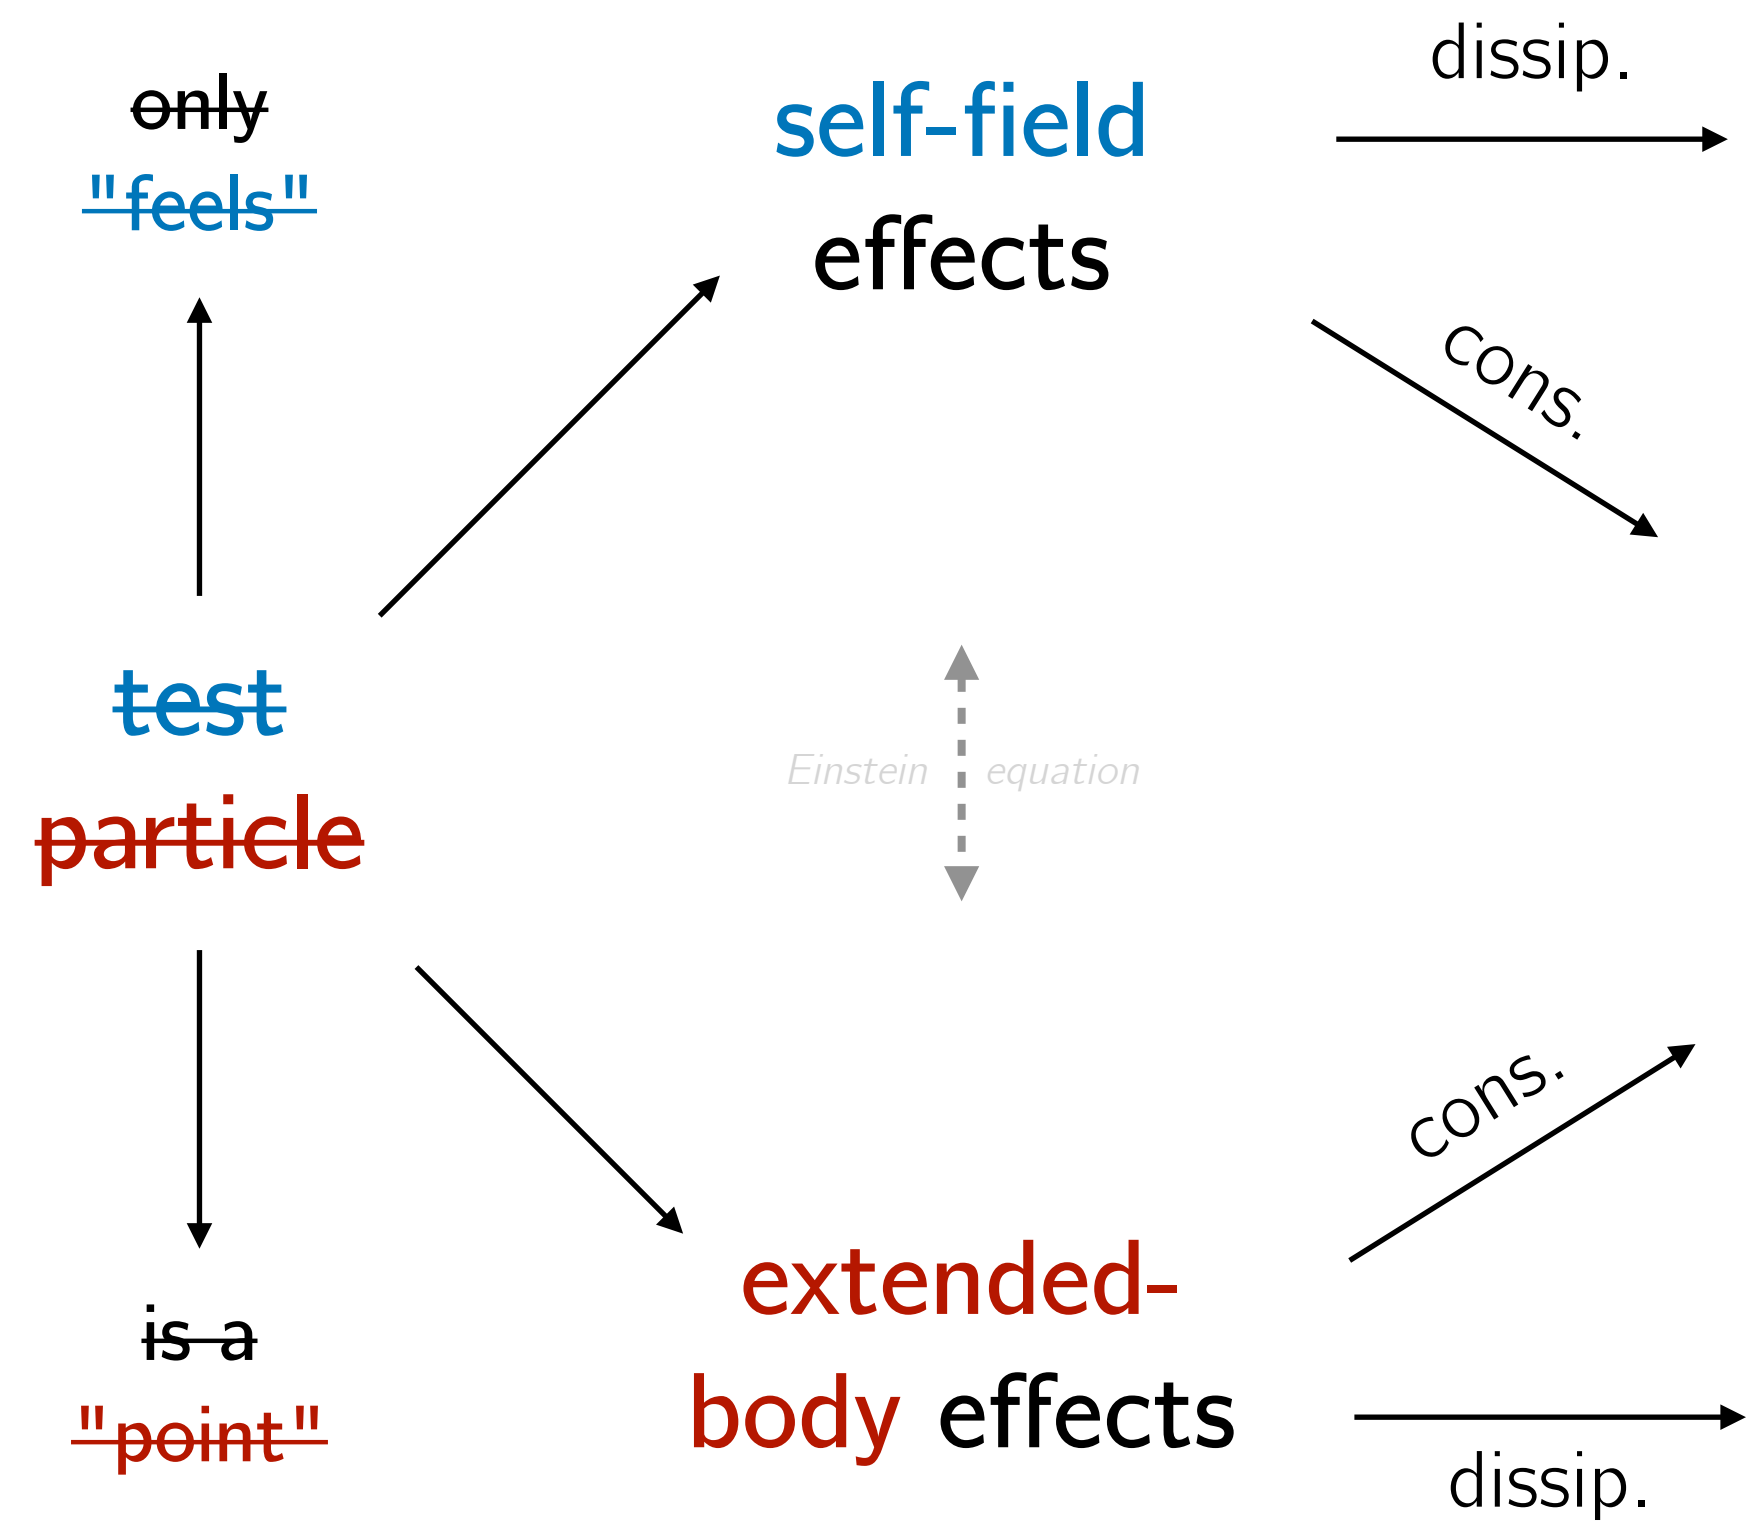 only
"feels"
self-field
effects
dissip.
cons.
test
particle
Einstein equation
is a
"point"
extended-
body effects
cons.
dissip.